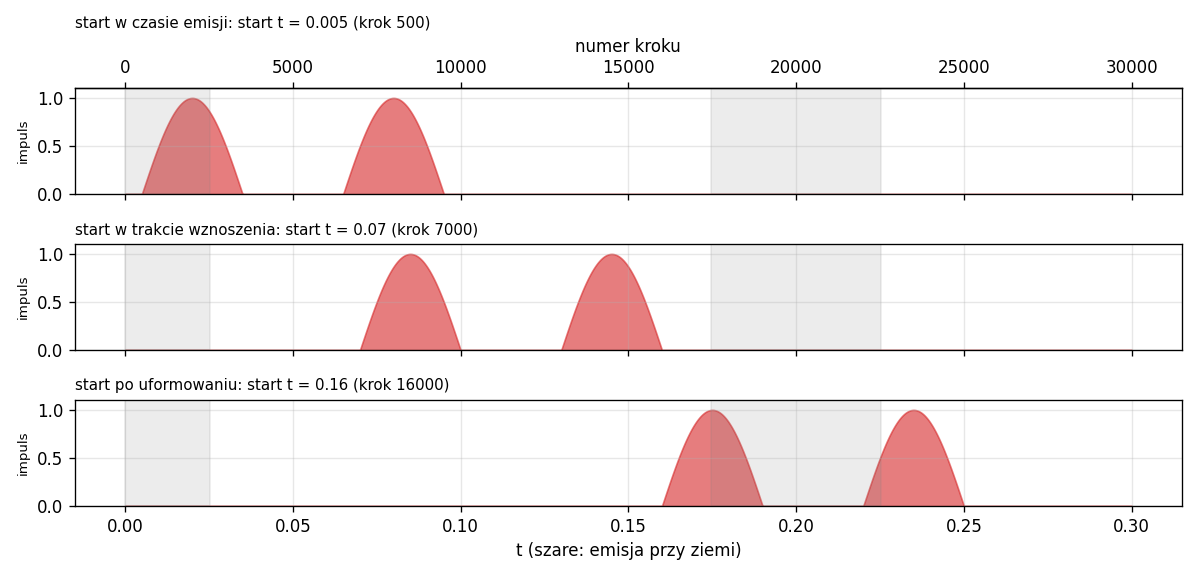 start w czasie emisji: start t = 0.005 (krok 500)
numer kroku
0 5000 10000 15000 20000 25000 30000
1.0
0.5
0.0
impuls
start w trakcie wznoszenia: start t = 0.07 (krok 7000)
1.0
0.5
0.0
impuls
start po uformowaniu: start t = 0.16 (krok 16000)
1.0
0.5
0.0
impuls
0.00 0.05 0.10 0.15 0.20 0.25 0.30
t (szare: emisja przy ziemi)